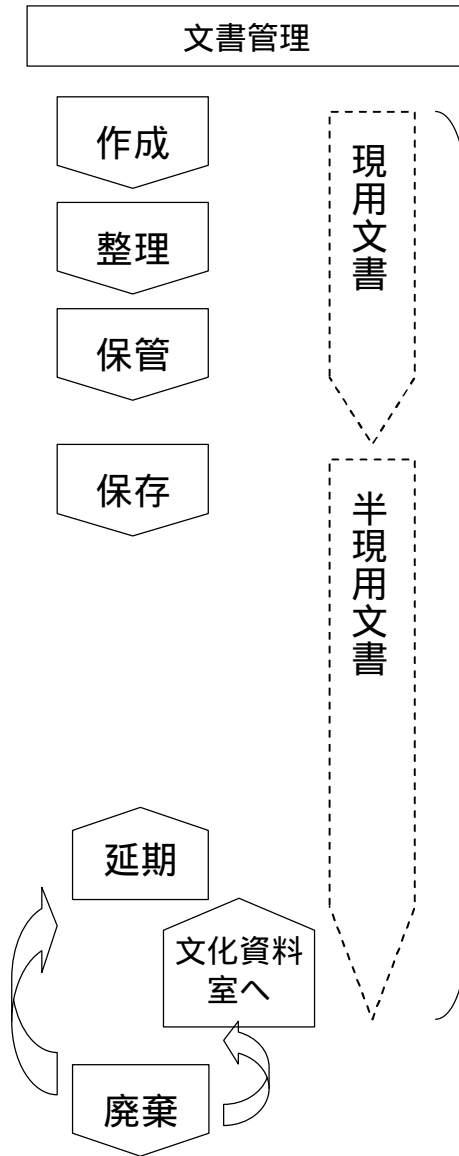 文書管理
作成
整理
保管
保存
現用文書
半現用文書
延期
文化資料
室へ
廃棄